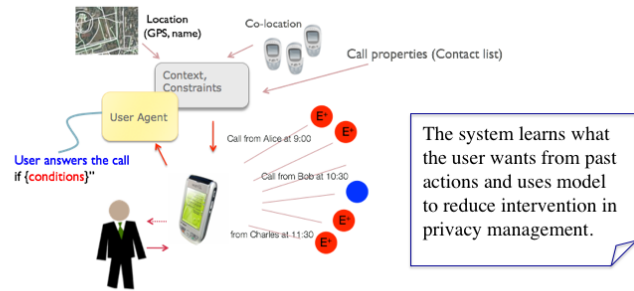 Location
(GPS, name)
Co-location
Call properties (Contact list)
Context,
Constraints
User Agent
User answers the call
if {conditions}"
E+
E+
Call from Alice at 9:00
Call from Bob at 10:30
E+
from Charles at 11:30
E+
The system learns what
the user wants from past
actions and uses model
to reduce intervention in
privacy management.